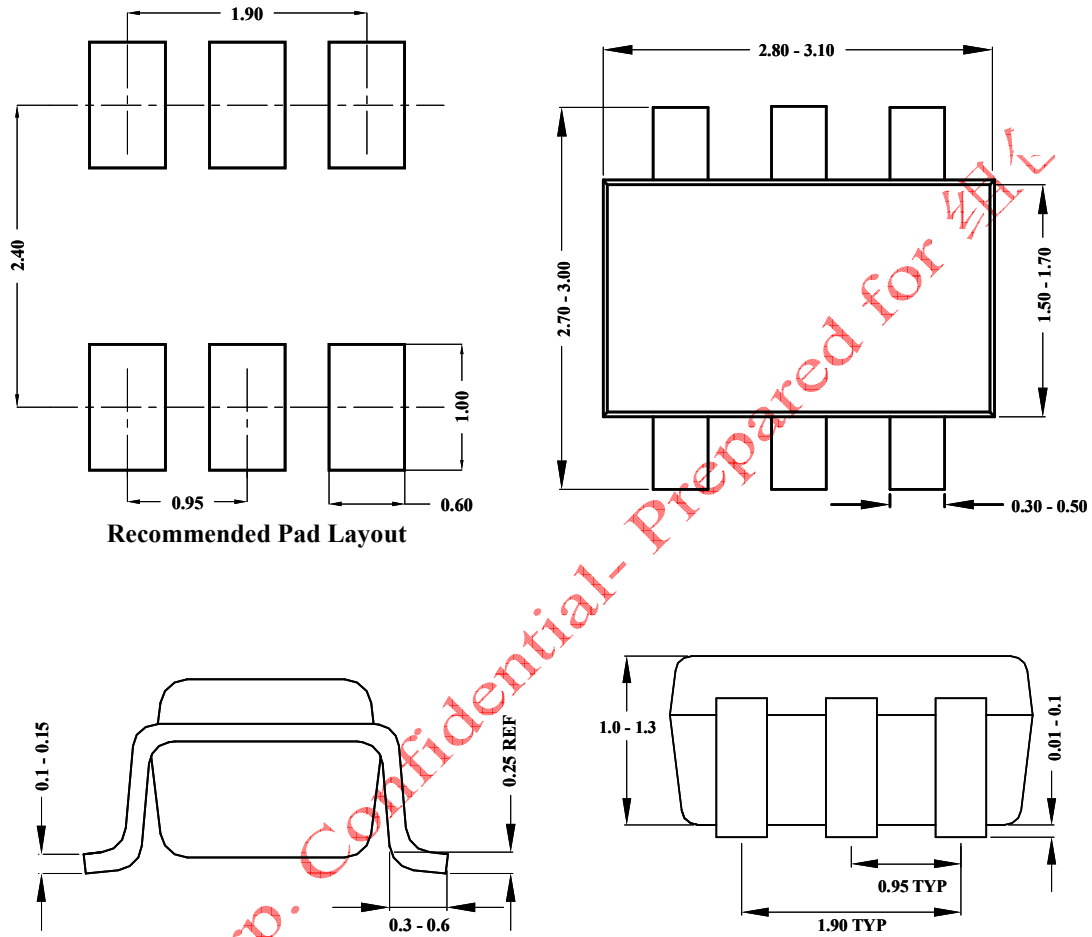 1.90
2.80 - 3.10
2.40
2.70 - 3.00
1.50 - 1.70
1.00
0.95
0.60
0.30 - 0.50
Recommended Pad Layout
p. Confidential- Prepared for 组
0.1 - 0.15
0.25 REF
0.3 - 0.6
1.0 - 1.3
0.01 - 0.1
0.95 TYP
1.90 TYP